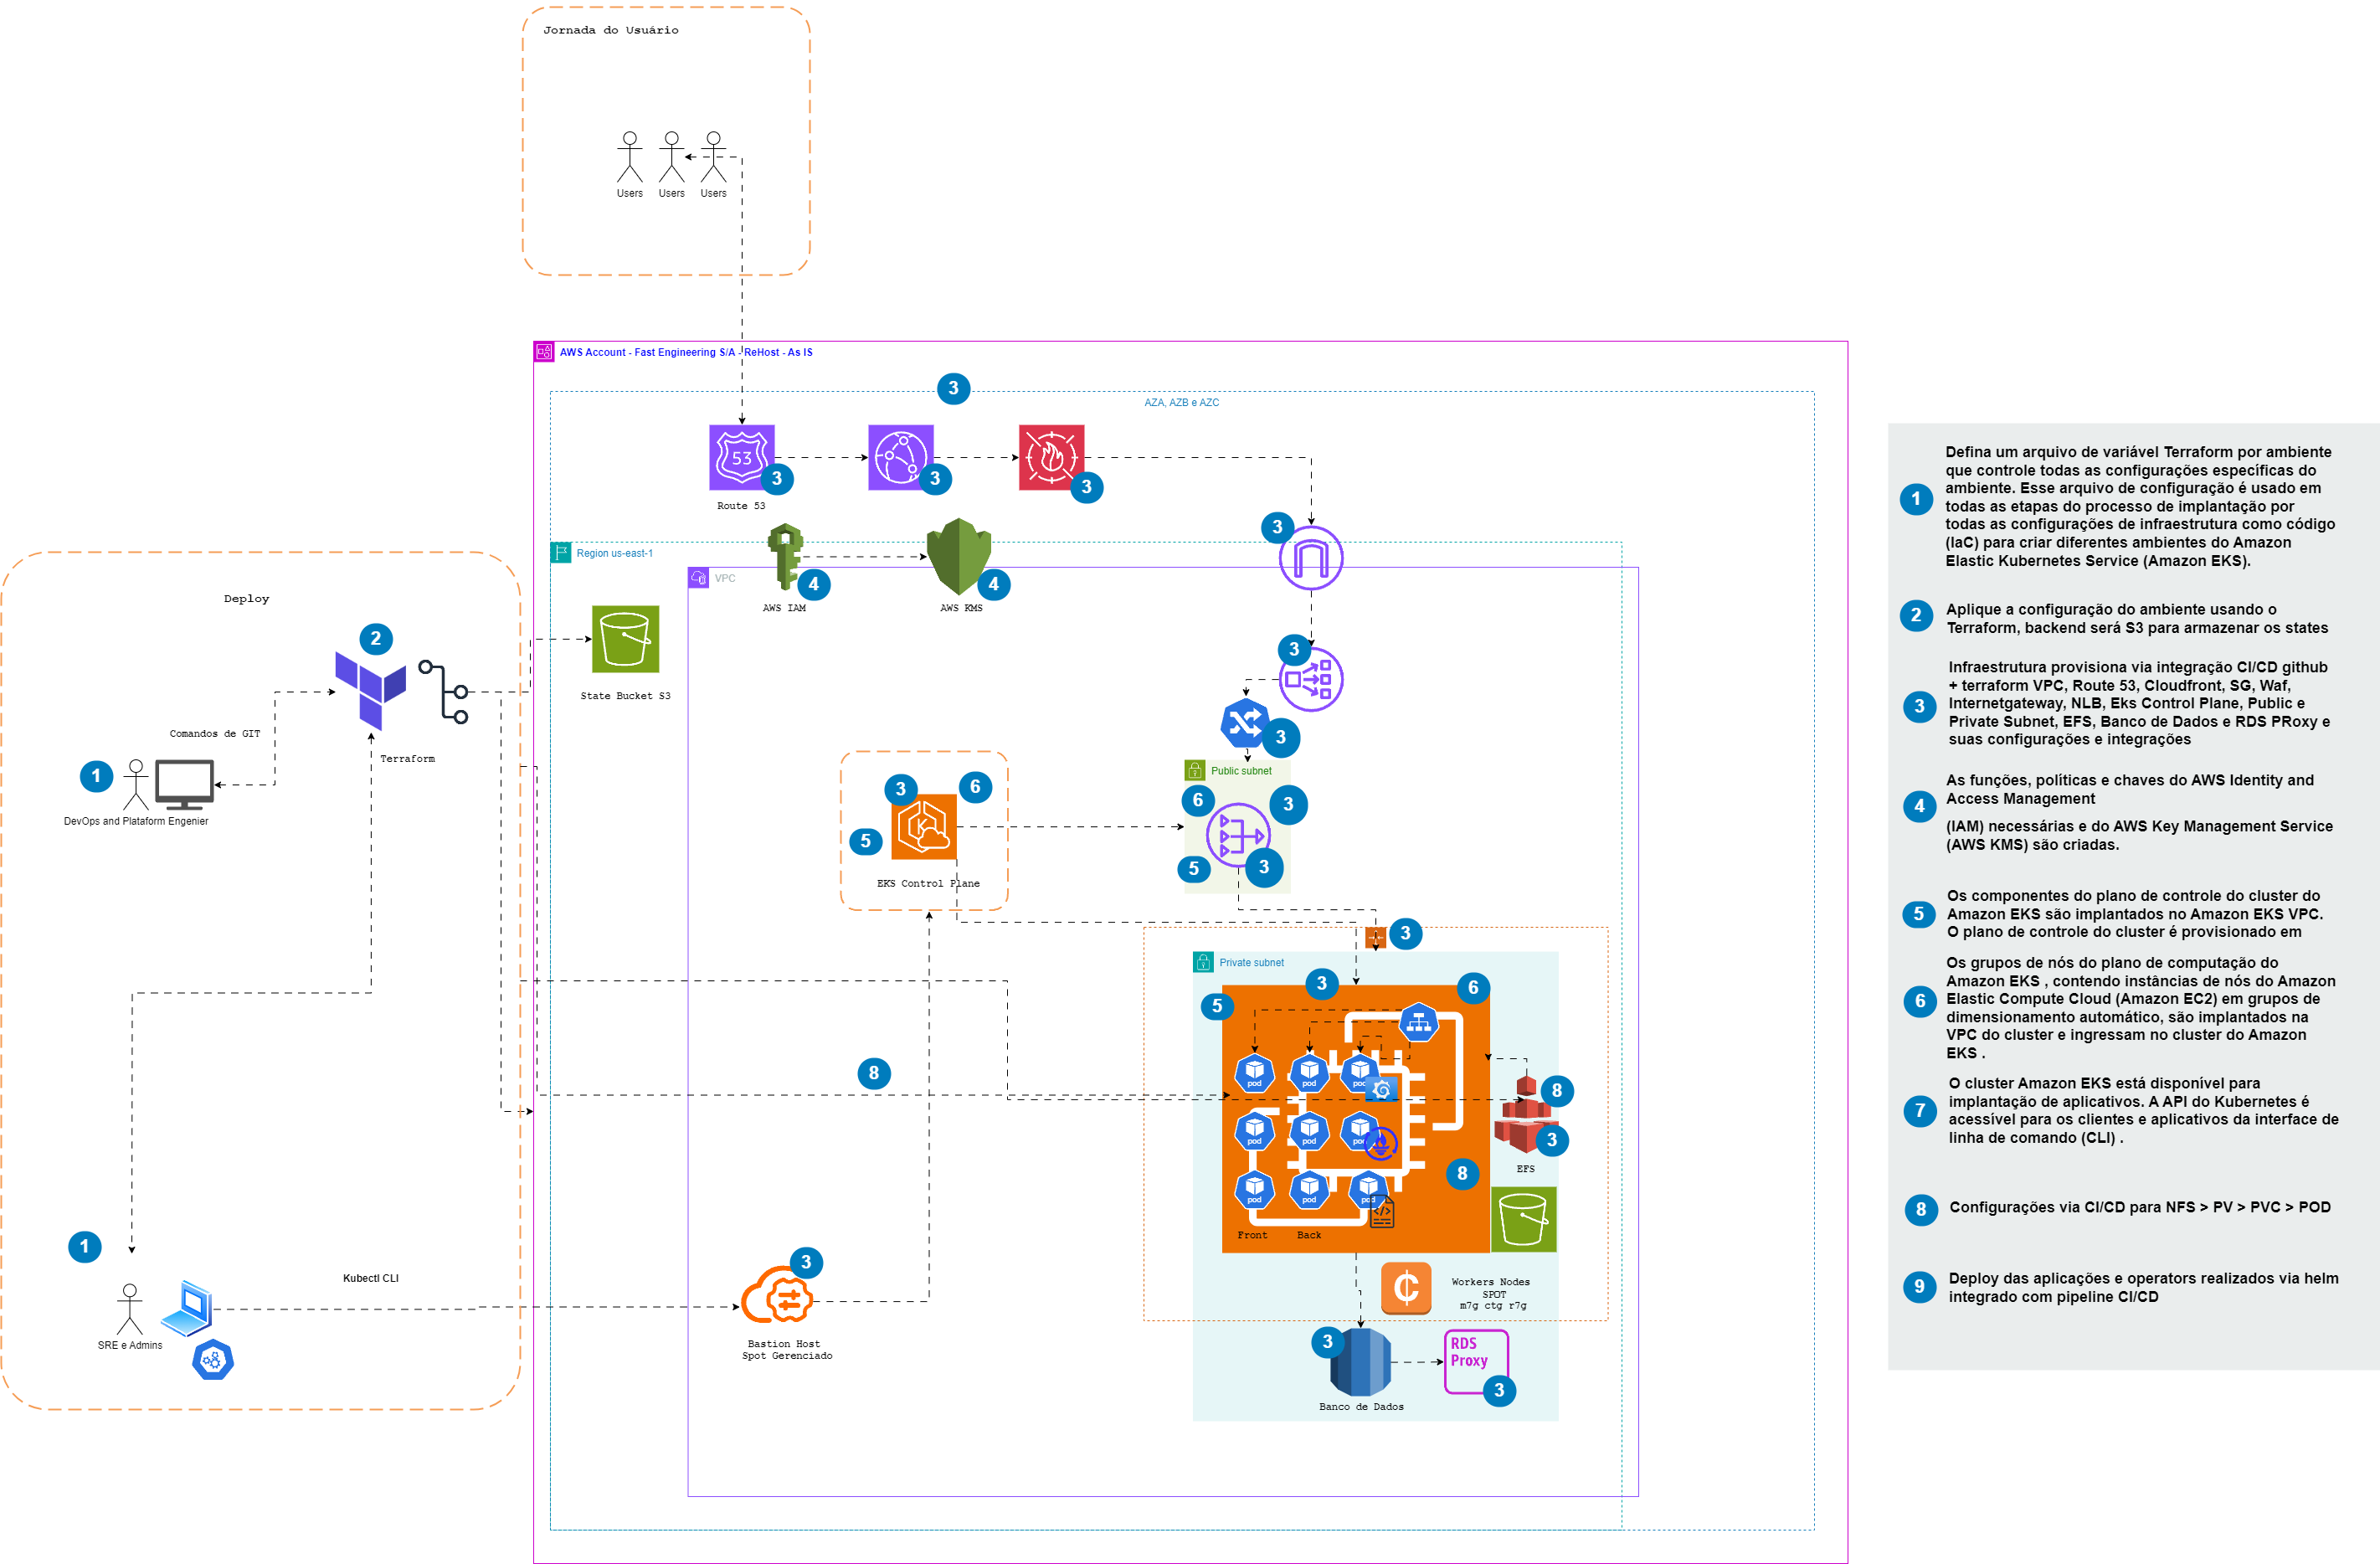 Jornada do Usuário
Users
Users
Users
AWS Account - Fast Engineering S/A - ReHost - As IS
3
AZA, AZB e AZC
53
3
3
3
Route 53
3
Region us-east-1
VPC
4
4
AWS IAM
AWS KMS
State Bucket S3
3
3
Deploy
2
Comandos de GIT
Terraform
1
DevOps and Plataform Engenier
1
SRE e Admins
Kubectl CLI
3
6
K
5
EKS Control Plane
Public subnet
6
3
5
3
3
Private subnet
3
6
5
pod
pod
pod
pod
pod
pod
pod
pod
pod
8
8
8
3
EFS
Front
Back
Workers Nodes
SPOT
m7g ctg r7g
3
Bastion Host
Spot Gerenciado
3
RDS
Proxy
3
Banco de Dados
1
Defina um arquivo de variável Terraform por ambiente
que controle todas as configurações específicas do
ambiente. Esse arquivo de configuração é usado em
todas as etapas do processo de implantação por
todas as configurações de infraestrutura como código
(IaC) para criar diferentes ambientes do Amazon
Elastic Kubernetes Service (Amazon EKS).
2
Aplique a configuração do ambiente usando o
Terraform, backend será S3 para armazenar os states
3
Infraestrutura provisiona via integração CI/CD github
+ terraform VPC, Route 53, Cloudfront, SG, Waf,
Internetgateway, NLB, Eks Control Plane, Public e
Private Subnet, EFS, Banco de Dados e RDS PRoxy e
suas configurações e integrações
4
As funções, políticas e chaves do AWS Identity and
Access Management
(IAM) necessárias e do AWS Key Management Service
(AWS KMS) são criadas.
5
Os componentes do plano de controle do cluster do
Amazon EKS são implantados no Amazon EKS VPC.
O plano de controle do cluster é provisionado em
6
Os grupos de nós do plano de computação do
Amazon EKS , contendo instâncias de nós do Amazon
Elastic Compute Cloud (Amazon EC2) em grupos de
dimensionamento automático, são implantados na
VPC do cluster e ingressam no cluster do Amazon
EKS .
7
O cluster Amazon EKS está disponível para
implantação de aplicativos. A API do Kubernetes é
acessível para os clientes e aplicativos da interface de
linha de comando (CLI) .
8
Configurações via CI/CD para NFS > PV > PVC > POD
9
Deploy das aplicações e operators realizados via helm
integrado com pipeline CI/CD